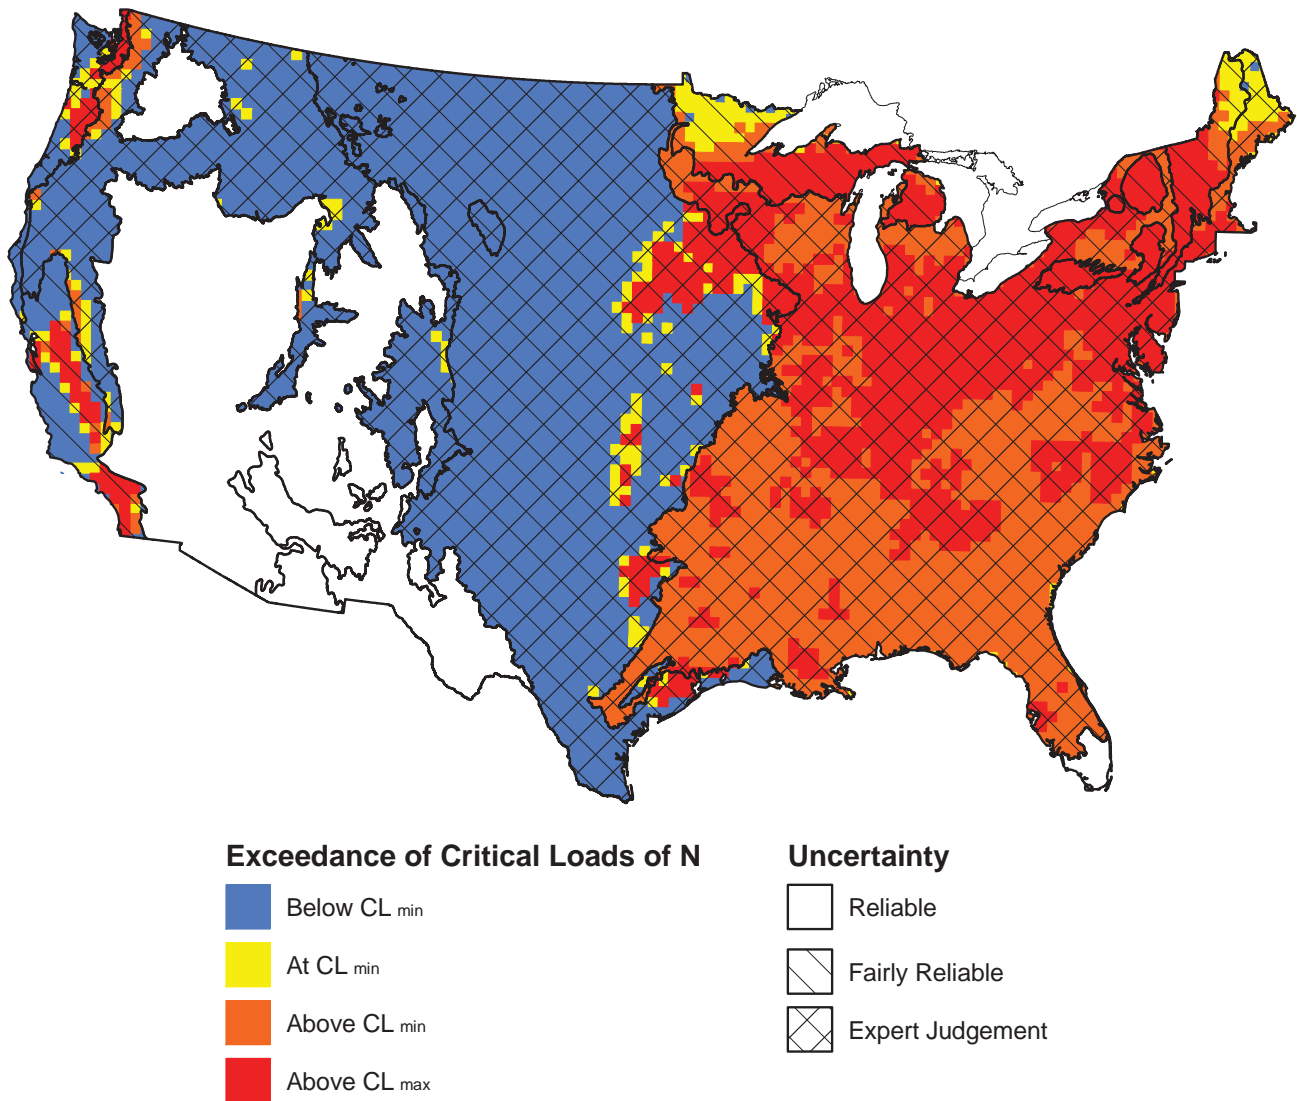 Exceedance of Critical Loads of N
Below CL min
At CL min
Above CL min
Above CL max
Uncertainty
Reliable
Fairly Reliable
Expert Judgement